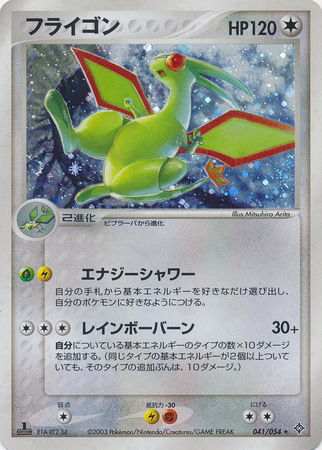 フライゴン HP120
Illus.Mitsuhiro Arita
2進化
ビブラーバから進化
エナジーシャワー
自分の手札から基本エネルギーを好きなだけ選び出し、
自分のポケモンに好きなようにつける。
レインボーバーン 30+
自分についている基本エネルギーのタイプの数×10ダメージ
を追加する。（同じタイプの基本エネルギーが2個以上ついて
いても、そのタイプの追加ぶんは、10ダメージ。）
弱点 抵抗力 -30 にげる
1
©2003 Pokémon/Nintendo/Creatures/GAME FREAK
041/054 ★